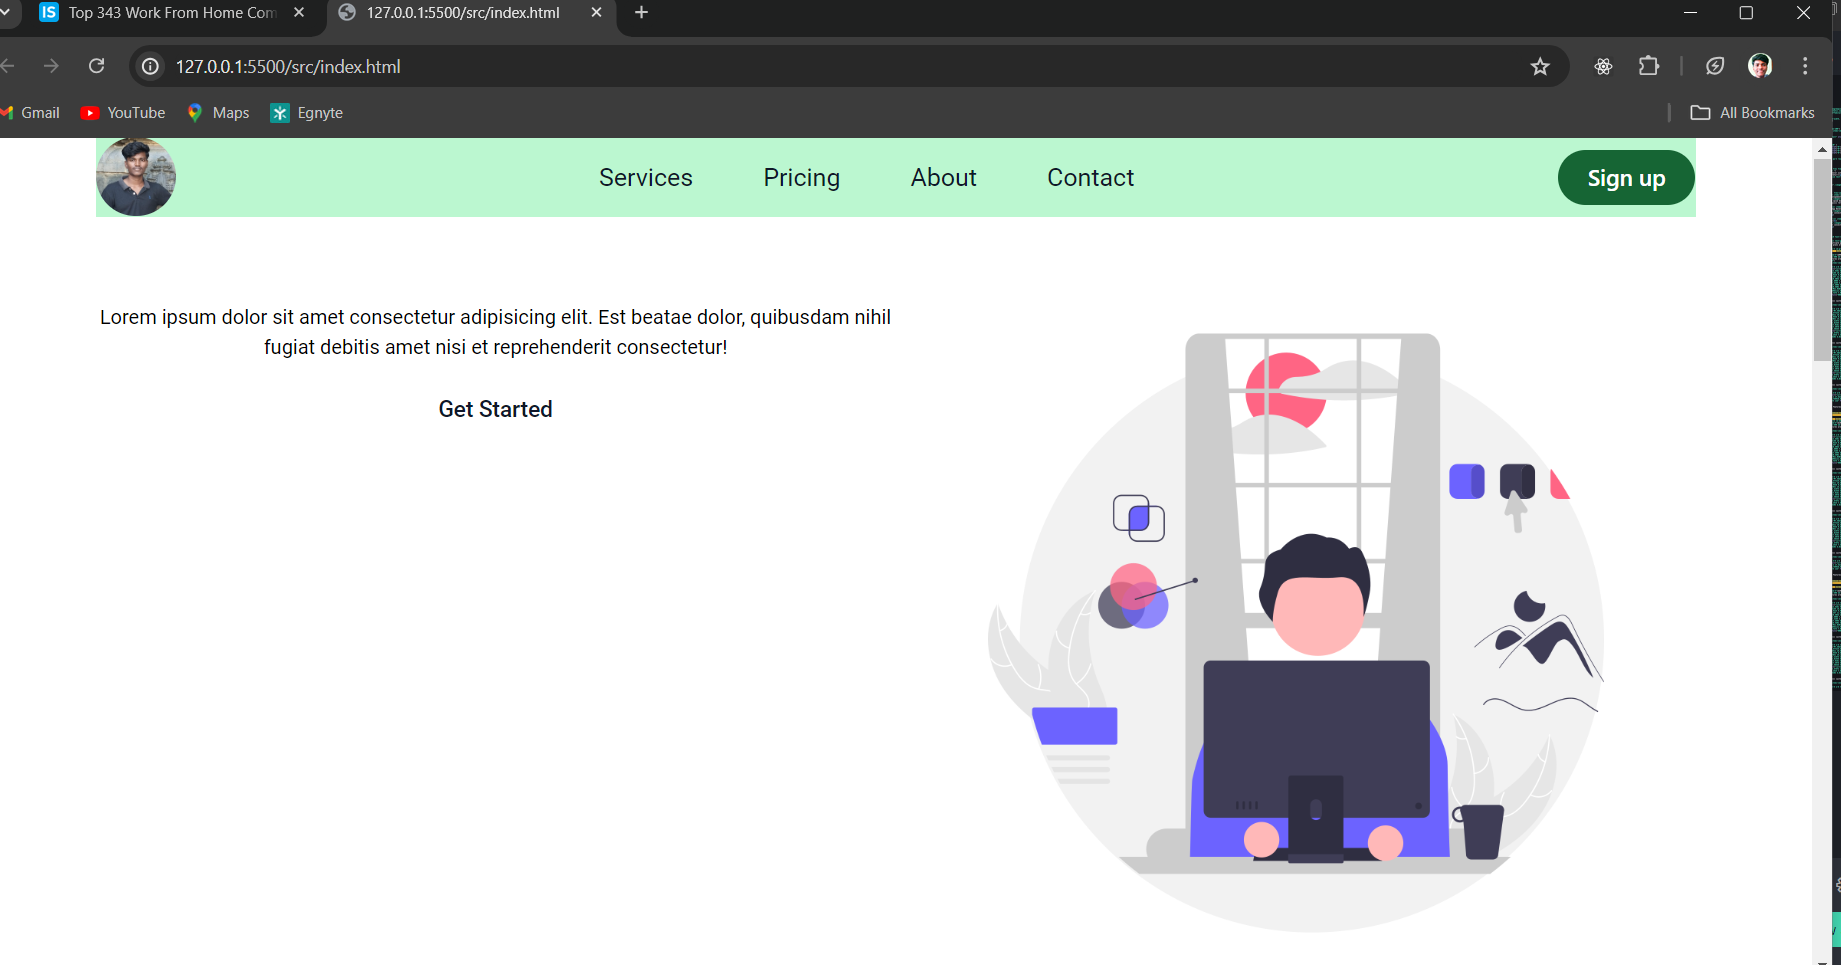 IS Top 343 Work From Home Com
127.0.0.1:5500/src/index.html
127.0.0.1:5500/src/index.html
Gmail YouTube Maps Egnyte All Bookmarks
Services Pricing About Contact Sign up
Lorem ipsum dolor sit amet consectetur adipisicing elit. Est beatae dolor, quibusdam nihil
fugiat debitis amet nisi et reprehenderit consectetur!
Get Started